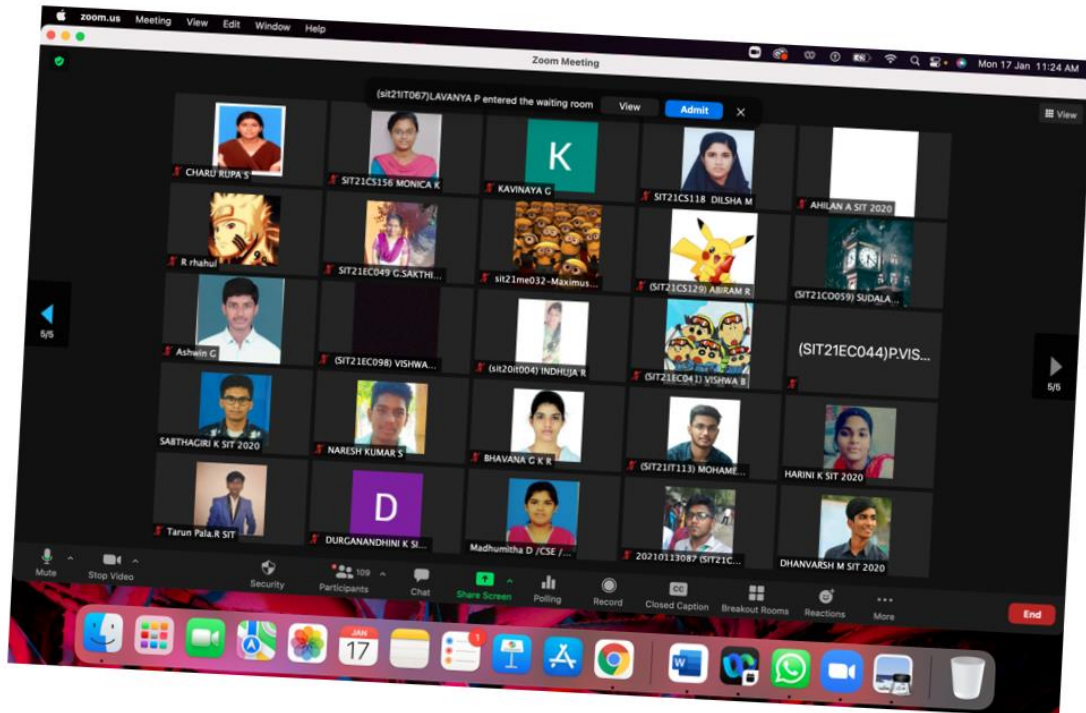 zoom.us Meeting View Edit Window Help
Mon 17 Jan 11:24 AM
Zoom Meeting
(sit21IT067)LAVANYA P entered the waiting room View Admit
View
CHARU RUPA S
SIT21CS156 MONICA K
K
KAVINAYA G
SIT21CS118 DILSHA M
AHILAN A SIT 2020
R rhahul
SIT21EC049 G.SAKTHI...
sit21me032-Maximus...
(SIT21CS129) ABIRAM R
(SIT21CO059) SUDALA...
Ashwin G
(SIT21EC098) VISHWA...
(sit20it004) INDHUJA R
(SIT21EC041) VISHWA B
(SIT21EC044)P.VIS...
5/5
5/5
SABTHAGIRI K SIT 2020
NARESH KUMAR S
BHAVANA G K R
(SIT21IT113) MOHAME...
HARINI K SIT 2020
Tarun Pala.R SIT
D
DURGANANDHINI K SI...
Madhumitha D /CSE /...
20210113087 (SIT21C...
DHANVARSH M SIT 2020
Mute
Stop Video
Security
Participants
109
Chat
Share Screen
Polling
Record
CC
Closed Caption
Breakout Rooms
Reactions
More
End
JAN
17
1
W